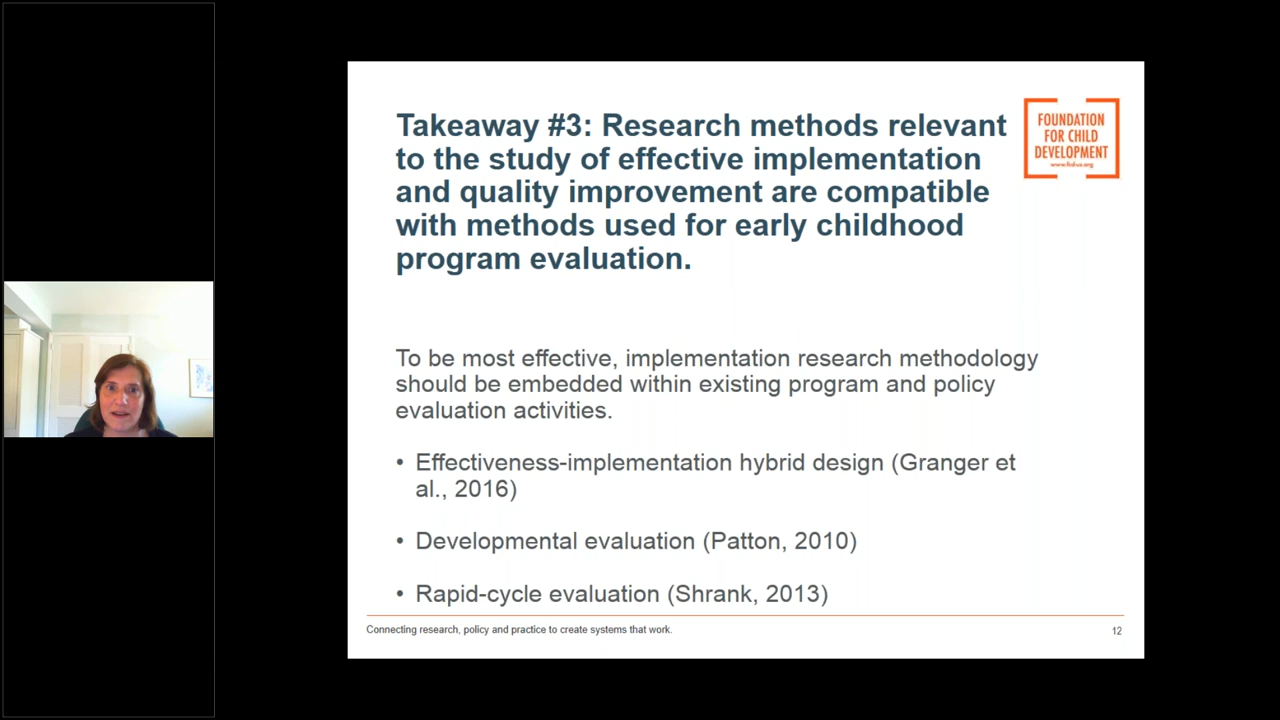 Takeaway #3: Research methods relevant
to the study of effective implementation
and quality improvement are compatible
with methods used for early childhood
program evaluation.
FOUNDATION
FOR CHILD
DEVELOPMENT
To be most effective, implementation research methodology
should be embedded within existing program and policy
evaluation activities.
• Effectiveness-implementation hybrid design (Granger et
al., 2016)
• Developmental evaluation (Patton, 2010)
• Rapid-cycle evaluation (Shrank, 2013)
Connecting research, policy and practice to create systems that work.
12